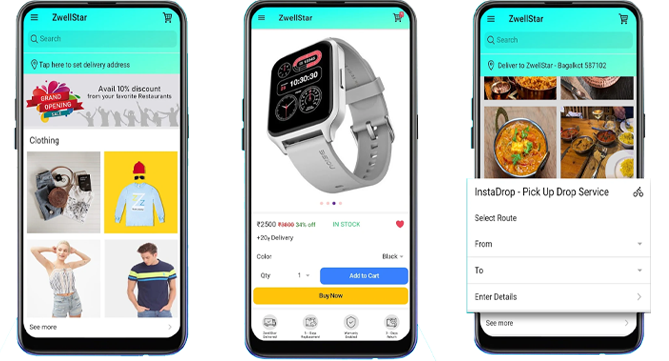 ZwellStar
Search
Tap here to set delivery address
GRAND
OPENING
SALE
Avail 10% discount
from your favorite Restaurants
Clothing
See more
ZwellStar
10:30:30
₹2500 ₹3800 34% off IN STOCK
Delivery
Color Black
Qty 1 Add to Cart
Buy Now
ZwellStar
Search
Deliver to ZwellStar - Bagalkot 587102
InstaDrop - Pick Up Drop Service
Select Route
From
To
Enter Details
See more